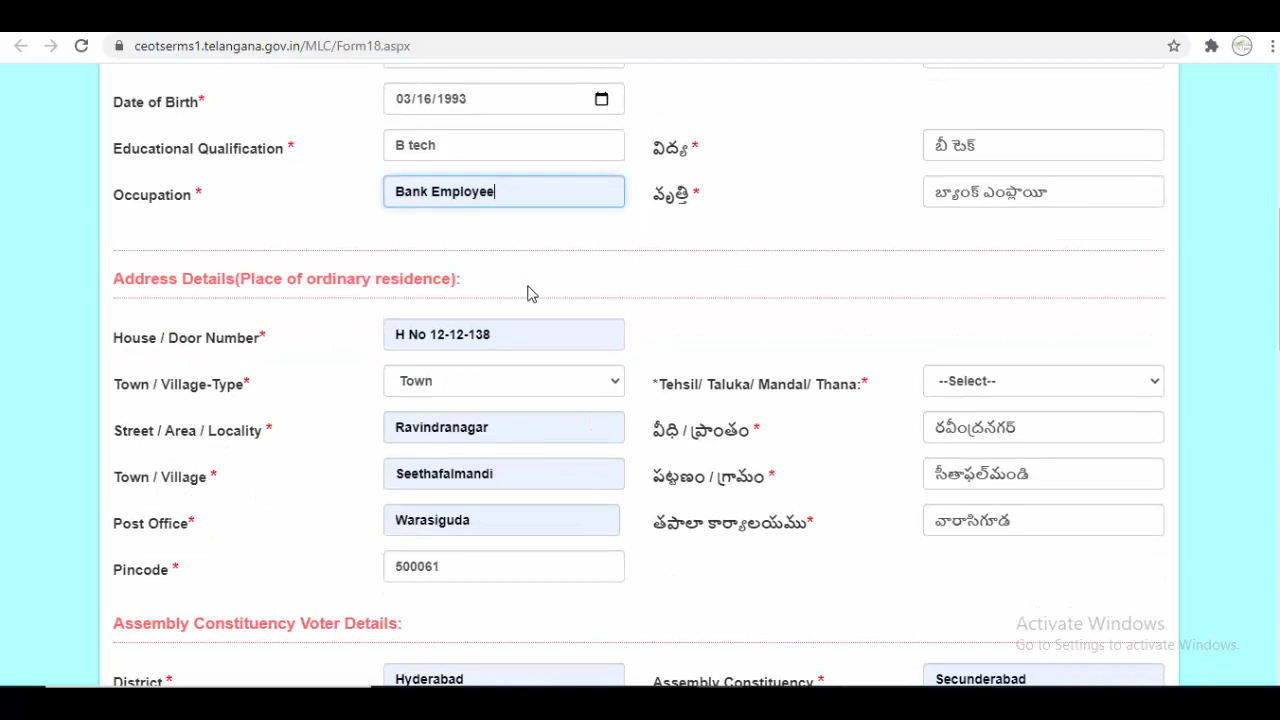 ceotserms1.telangana.gov.in/MLC/Form18.aspx
Date of Birth* 03/16/1993
Educational Qualification * B tech విద్య * బీ టెక్
Occupation * Bank Employee వృత్తి * బ్యాంక్ ఎంప్లాయీ
Address Details(Place of ordinary residence):
House / Door Number* H No 12-12-138
Town / Village-Type* Town *Tehsil/ Taluka/ Mandal/ Thana:* --Select--
Street / Area / Locality * Ravindranagar వీధి / ప్రాంతం * రవీంద్రనగర్
Town / Village * Seethafalmandi పట్టణం / గ్రామం * సీతాఫల్‌మండి
Post Office* Warasiguda తపాలా కార్యాలయము* వారాసిగూడ
Pincode * 500061
Assembly Constituency Voter Details:
Activate Windows
Go to Settings to activate Windows.
District * Hyderabad Assembly Constituency * Secunderabad